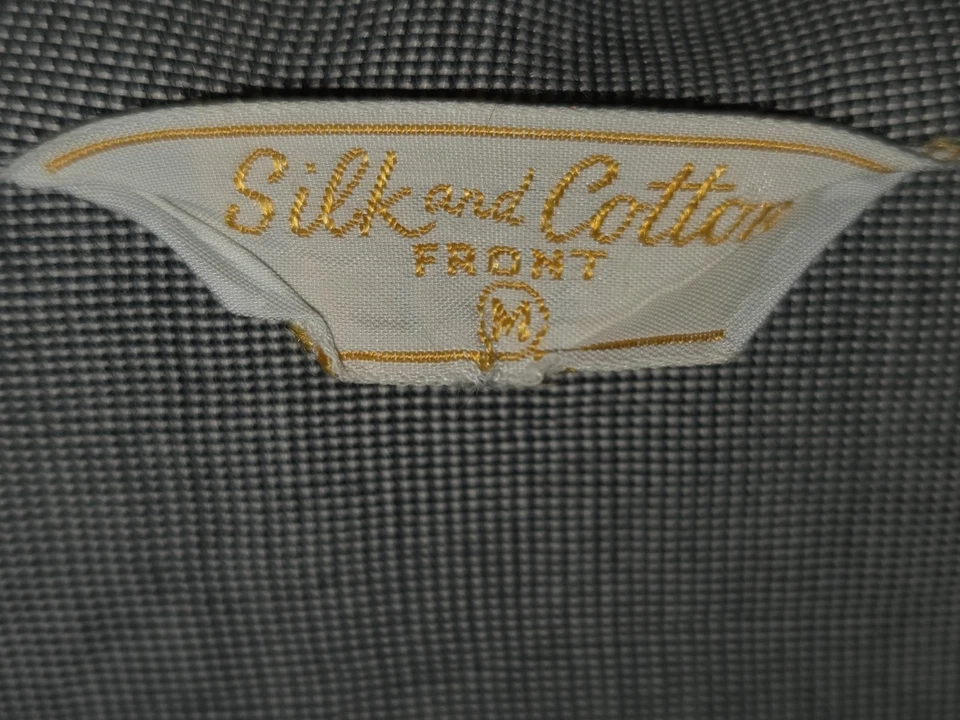 Silk and Cotton
FRONT
M